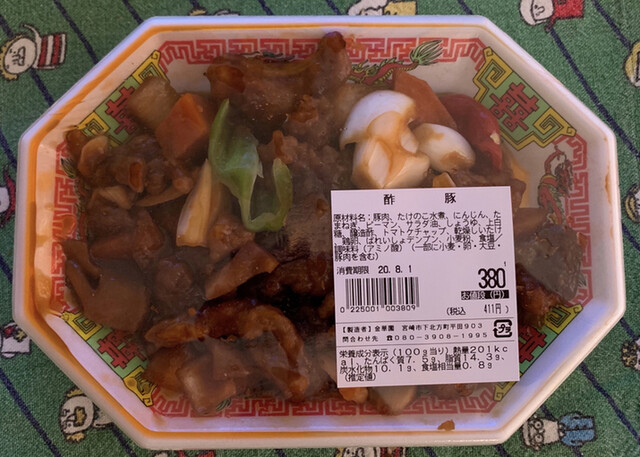 酢 豚
原材料名：豚肉、たけのこ水煮、にんじん、た
まねぎ、ピーマン、サラダ油、しょうゆ、上白
糖、醸造酢、トマトケチャップ、乾燥しいたけ
、鶏卵、ばれいしょデンプン、小麦粉、食塩／
調味料（アミノ酸）（一部に小麦・卵・大豆・
豚肉を含む）
消費期限 20.8.1
380
お値段（円）
0225001003809
（税込 411円）
【製造者】金華園 宮崎市下北方町平田903
問合わせ先 ☎080-3908-1995
プラ
栄養成分表示（100g当り）熱量201kc
al、たんぱく質7.5g、脂質14.3g、
炭水化物10.1g、食塩相当量0.8g
（推定値）